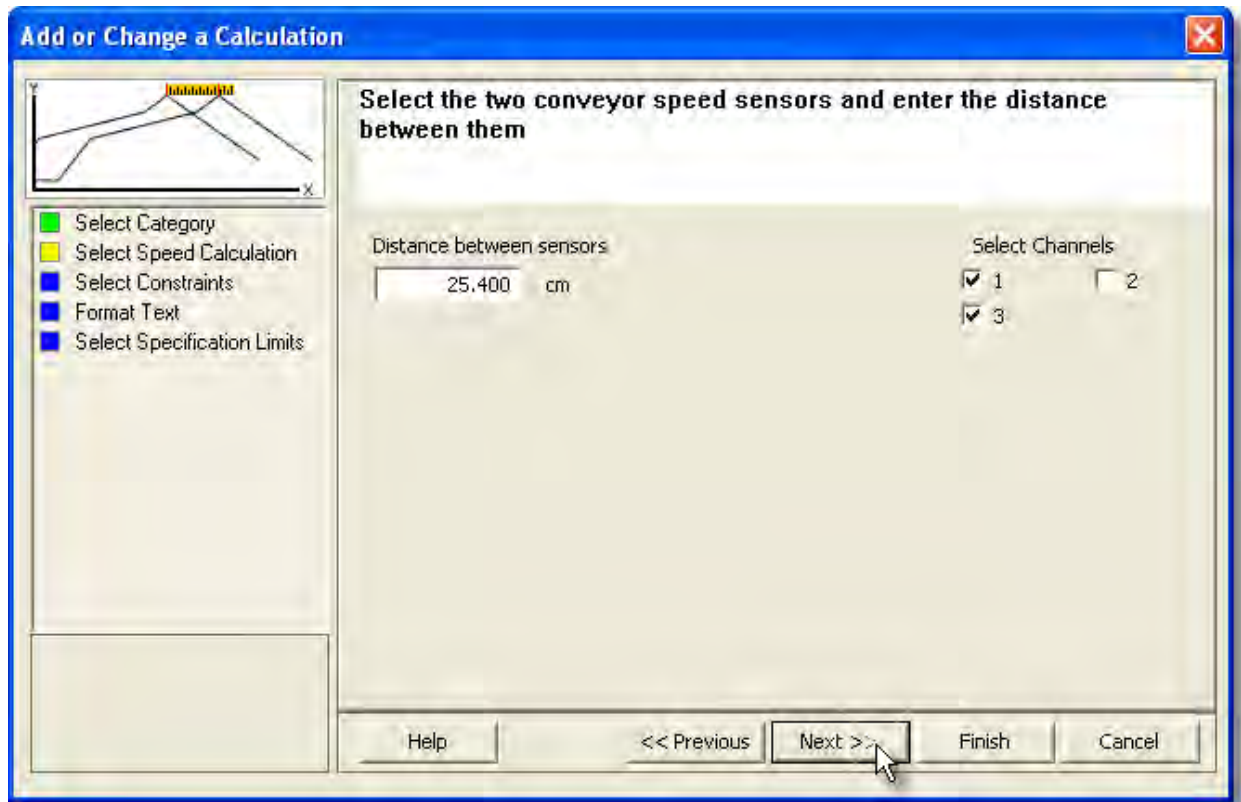 Add or Change a Calculation
Y
X
Select Category
Select Speed Calculation
Select Constraints
Format Text
Select Specification Limits
Select the two conveyor speed sensors and enter the distance
between them
Distance between sensors
25.400 cm
Select Channels
1 2
3
Help << Previous Next >> Finish Cancel